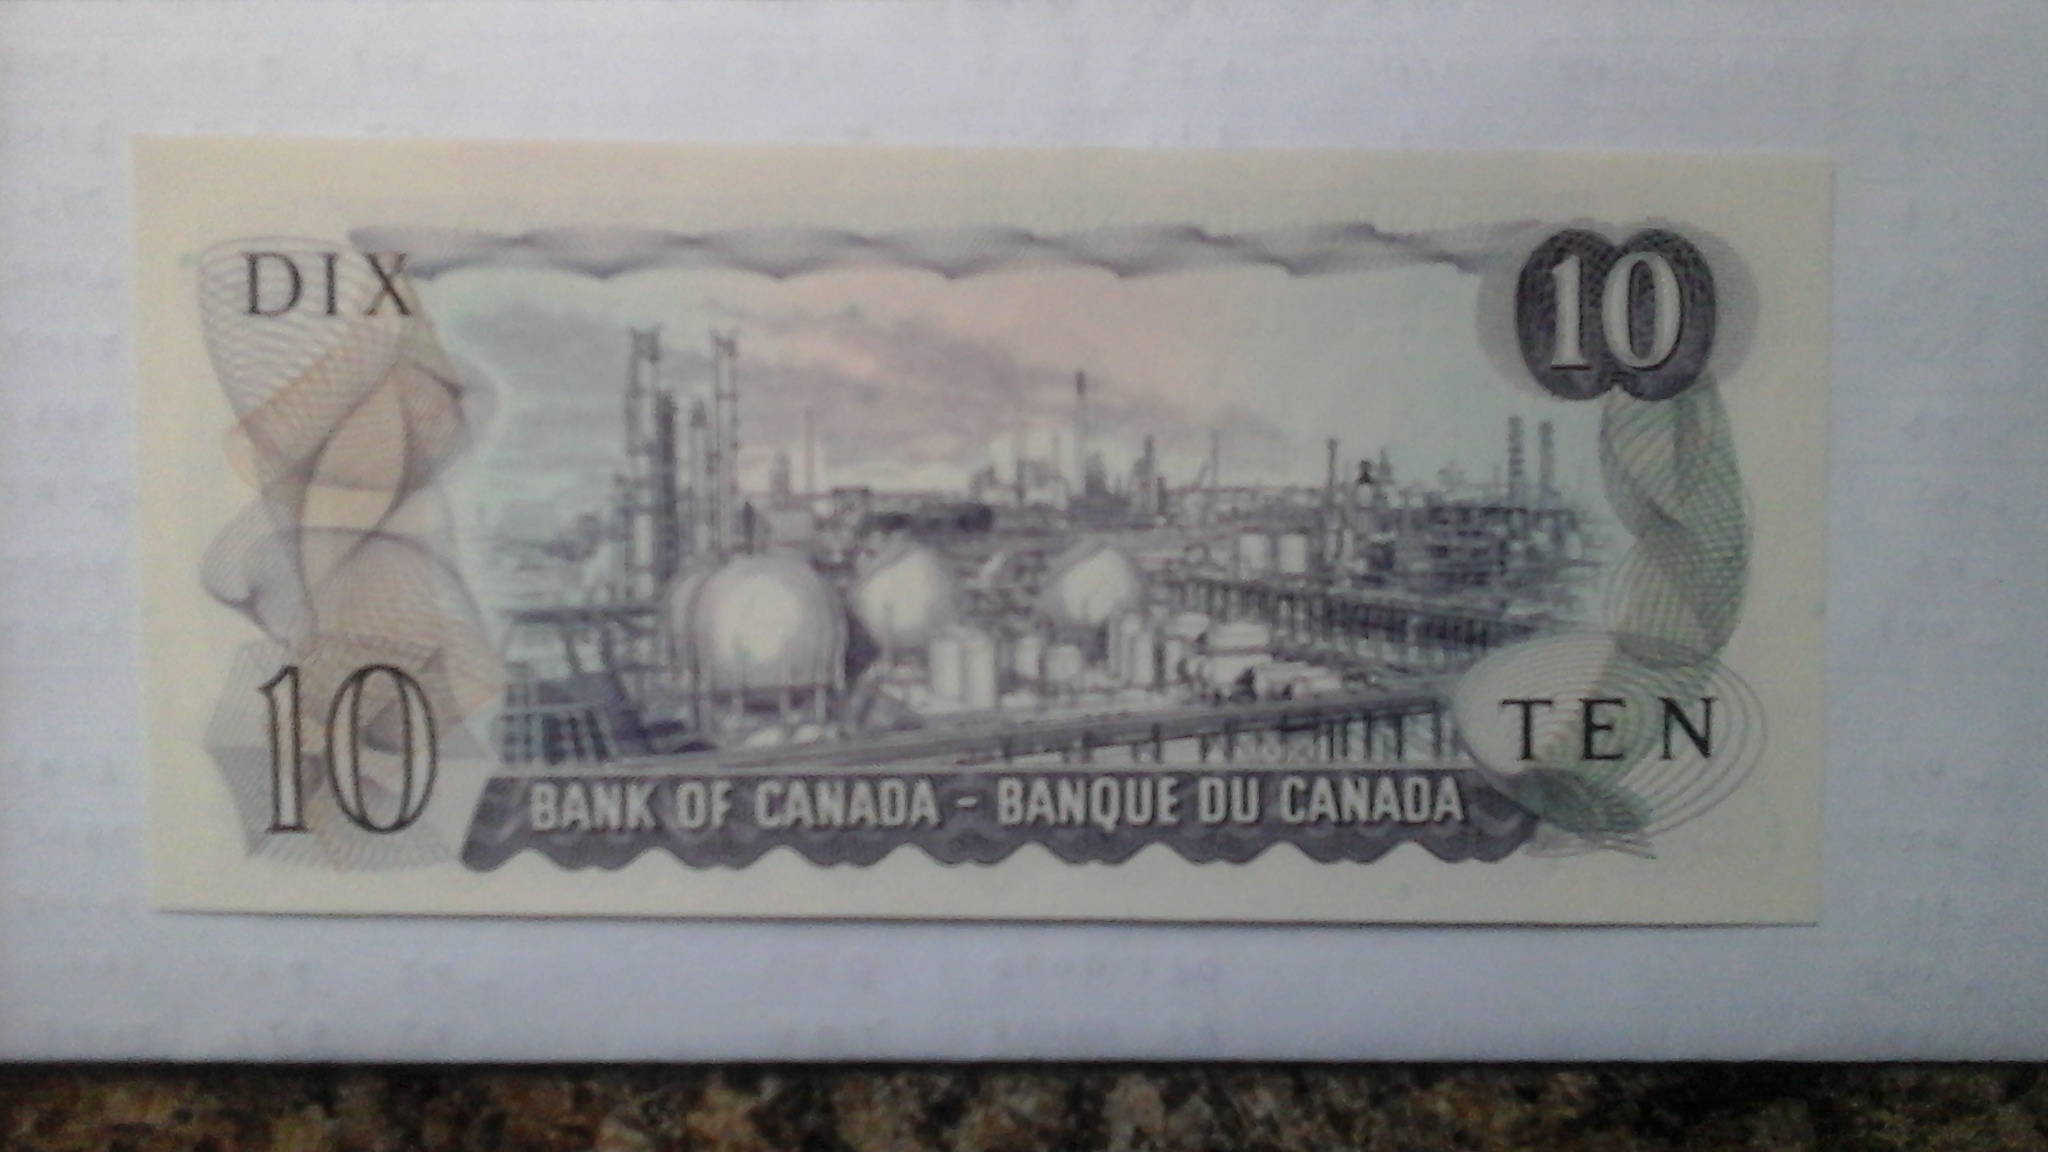 DIX
10
10
BANK OF CANADA - BANQUE DU CANADA
TEN